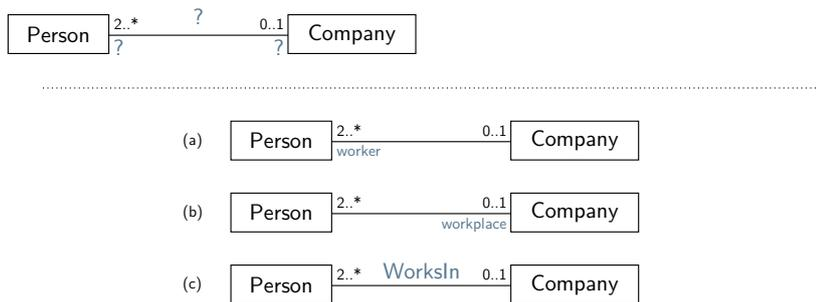 ?
2..* 0..1
Person Company
? ?
(a) Person 2..* 0..1 Company
worker
(b) Person 2..* 0..1 Company
workplace
(c) Person 2..* WorksIn 0..1 Company